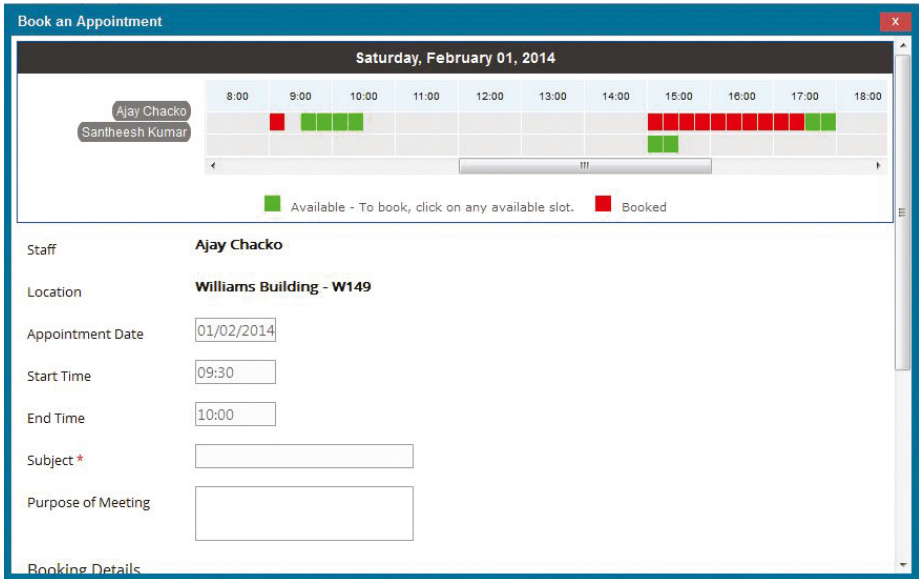 Book an Appointment
x
Saturday, February 01, 2014
8:00 9:00 10:00 11:00 12:00 13:00 14:00 15:00 16:00 17:00 18:00
Ajay Chacko
Santheesh Kumar
Available - To book, click on any available slot. Booked
Staff Ajay Chacko
Location Williams Building - W149
Appointment Date 01/02/2014
Start Time 09:30
End Time 10:00
Subject *
Purpose of Meeting
Booking Details